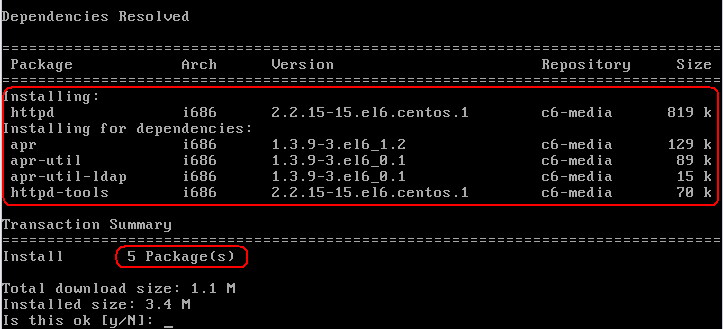 Dependencies Resolved
================================================================================
Package Arch Version Repository Size
================================================================================
Installing:
httpd i686 2.2.15-15.el6.centos.1 c6-media 819 k
Installing for dependencies:
apr i686 1.3.9-3.el6_1.2 c6-media 129 k
apr-util i686 1.3.9-3.el6_0.1 c6-media 89 k
apr-util-ldap i686 1.3.9-3.el6_0.1 c6-media 15 k
httpd-tools i686 2.2.15-15.el6.centos.1 c6-media 70 k
Transaction Summary
================================================================================
Install 5 Package(s)
Total download size: 1.1 M
Installed size: 3.4 M
Is this ok [y/N]: _